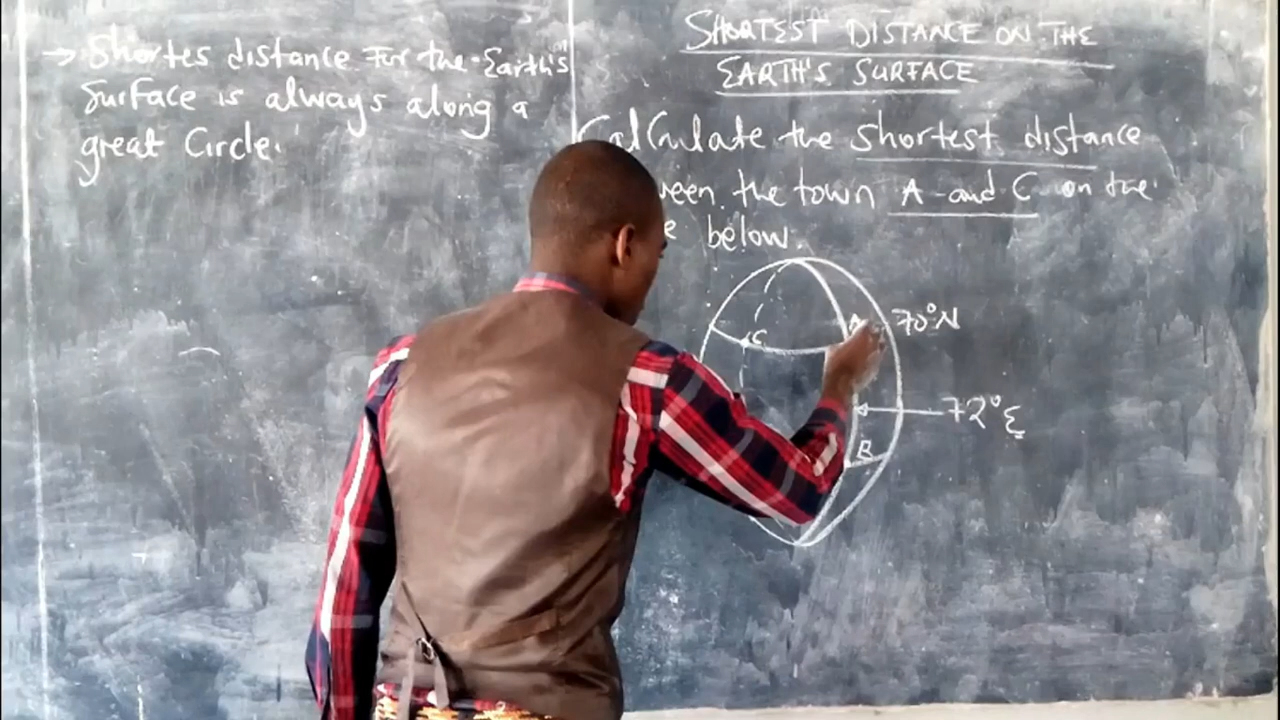 → Shortes distance For the Earth's
Surface is always along a
great Circle.
SHORTEST DISTANCE ON THE
EARTH'S SURFACE
Calculate the shortest distance
the town A and C on the
below.
C
A
70°N
72°E
B